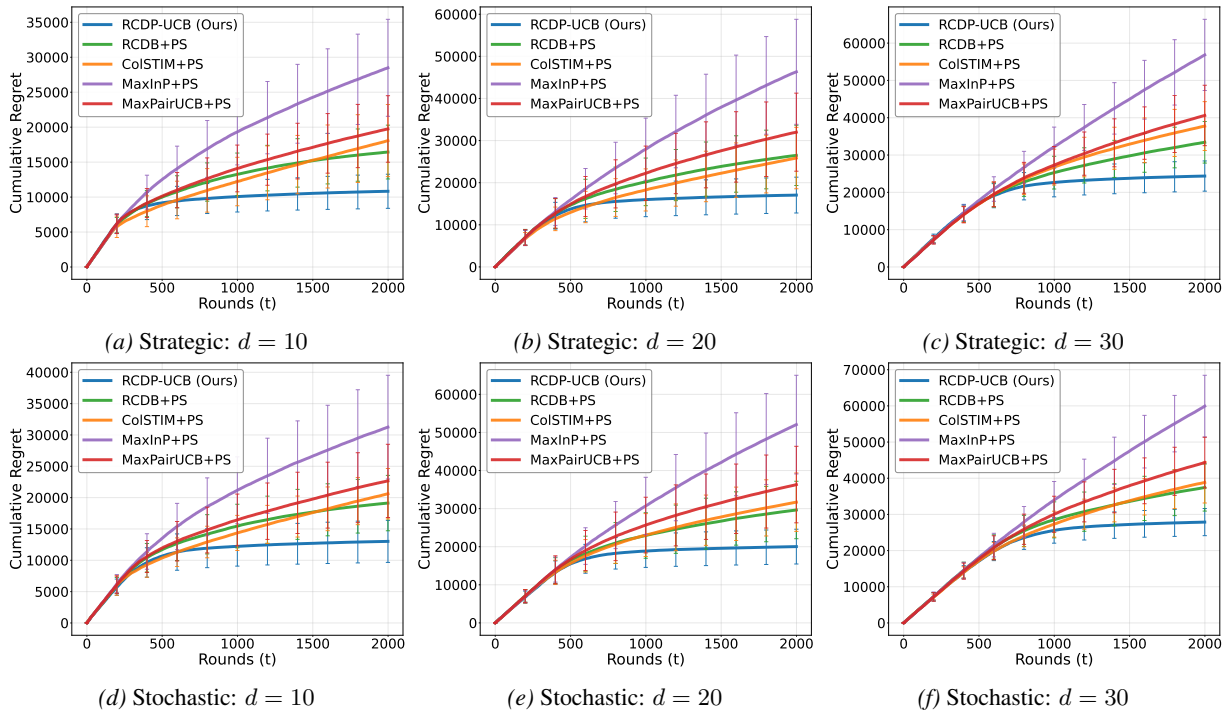 35000
30000
25000
20000
15000
10000
5000
0
Cumulative Regret
RCDP-UCB (Ours)
RCDB+PS
ColSTIM+PS
MaxInP+PS
MaxPairUCB+PS
0 500 1000 1500 2000
Rounds (t)
(a) Strategic: d = 10
60000
50000
40000
30000
20000
10000
0
Cumulative Regret
RCDP-UCB (Ours)
RCDB+PS
ColSTIM+PS
MaxInP+PS
MaxPairUCB+PS
0 500 1000 1500 2000
Rounds (t)
(b) Strategic: d = 20
60000
50000
40000
30000
20000
10000
0
Cumulative Regret
RCDP-UCB (Ours)
RCDB+PS
ColSTIM+PS
MaxInP+PS
MaxPairUCB+PS
0 500 1000 1500 2000
Rounds (t)
(c) Strategic: d = 30
40000
35000
30000
25000
20000
15000
10000
5000
0
Cumulative Regret
RCDP-UCB (Ours)
RCDB+PS
ColSTIM+PS
MaxInP+PS
MaxPairUCB+PS
0 500 1000 1500 2000
Rounds (t)
(d) Stochastic: d = 10
60000
50000
40000
30000
20000
10000
0
Cumulative Regret
RCDP-UCB (Ours)
RCDB+PS
ColSTIM+PS
MaxInP+PS
MaxPairUCB+PS
0 500 1000 1500 2000
Rounds (t)
(e) Stochastic: d = 20
70000
60000
50000
40000
30000
20000
10000
0
Cumulative Regret
RCDP-UCB (Ours)
RCDB+PS
ColSTIM+PS
MaxInP+PS
MaxPairUCB+PS
0 500 1000 1500 2000
Rounds (t)
(f) Stochastic: d = 30